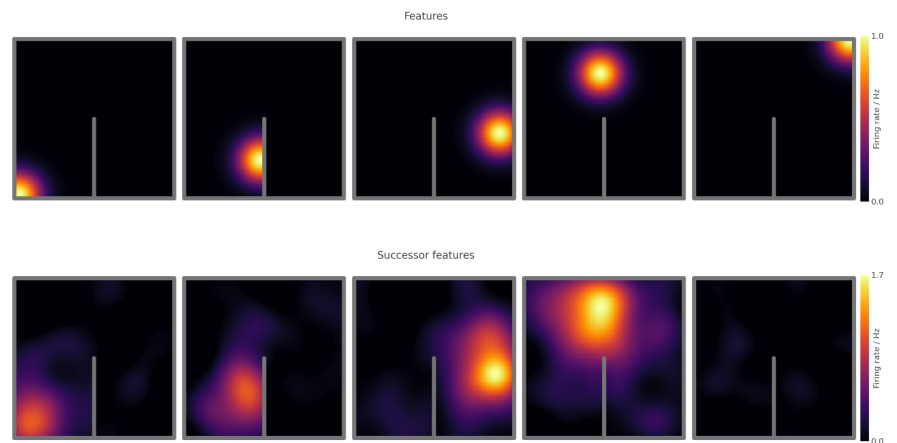 Features
1.0
Firing rate / Hz
0.0
Successor features
1.7
Firing rate / Hz
0.0